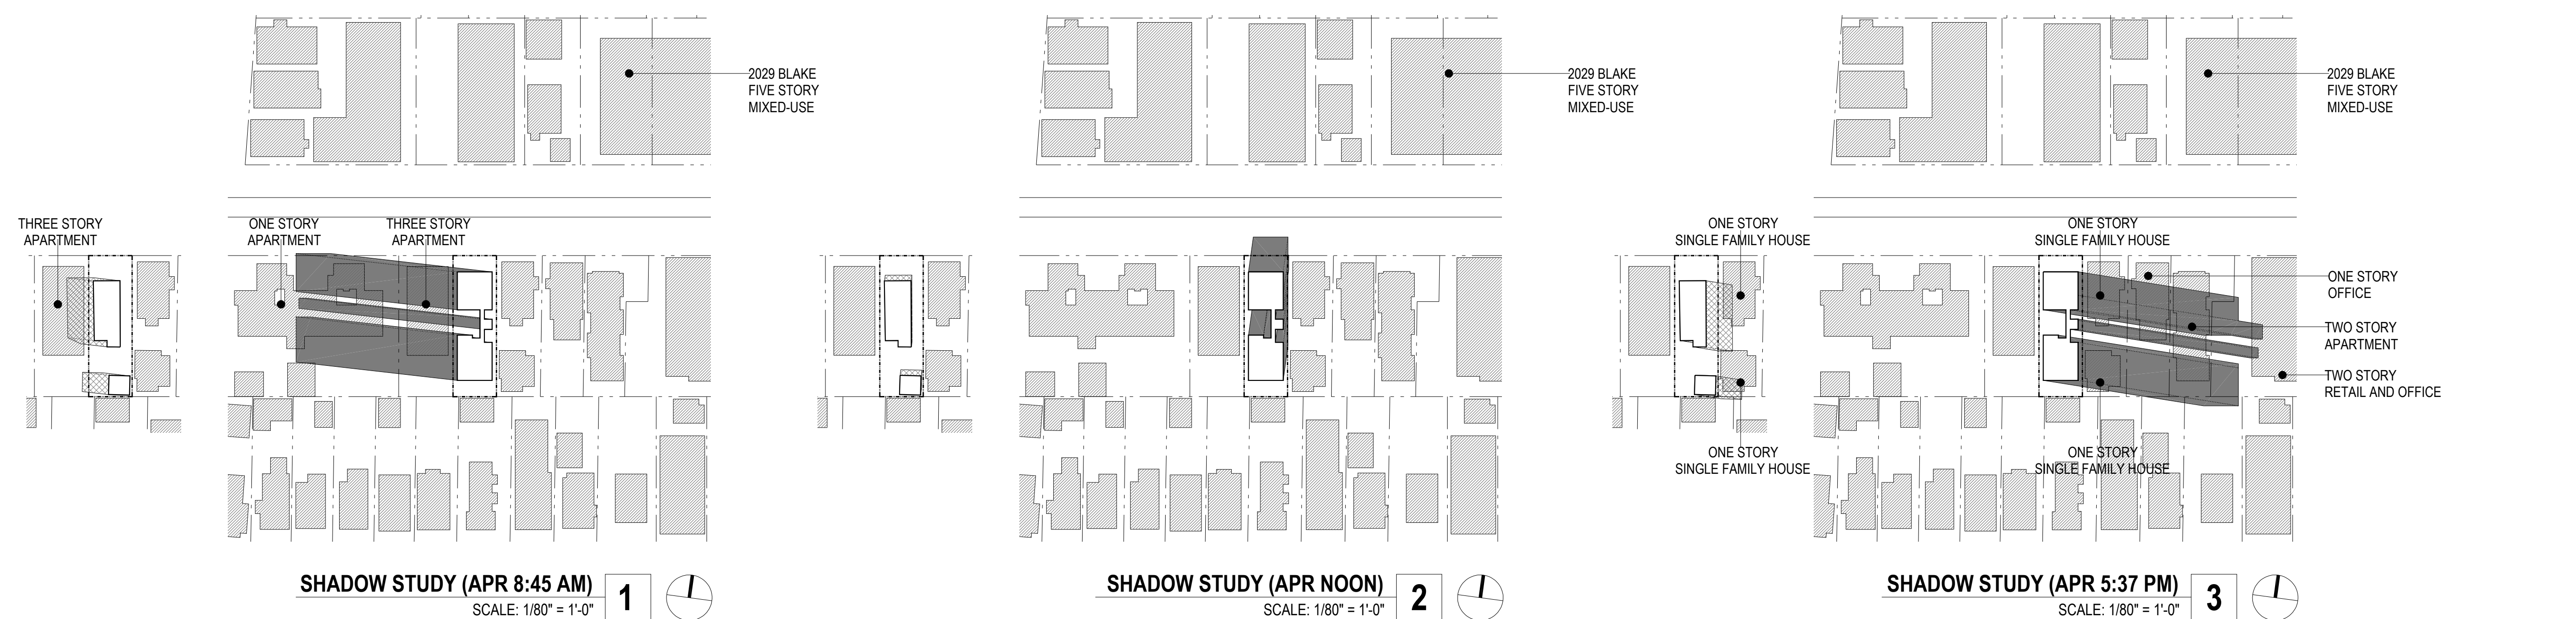 2029 BLAKE
FIVE STORY
MIXED-USE
2029 BLAKE
FIVE STORY
MIXED-USE
2029 BLAKE
FIVE STORY
MIXED-USE
THREE STORY
APARTMENT
ONE STORY
APARTMENT
THREE STORY
APARTMENT
ONE STORY
SINGLE FAMILY HOUSE
ONE STORY
SINGLE FAMILY HOUSE
ONE STORY
OFFICE
TWO STORY
APARTMENT
TWO STORY
RETAIL AND OFFICE
ONE STORY
SINGLE FAMILY HOUSE
ONE STORY
SINGLE FAMILY HOUSE
SHADOW STUDY (APR 8:45 AM)
SCALE: 1/80" = 1'-0"
1
SHADOW STUDY (APR NOON)
SCALE: 1/80" = 1'-0"
2
SHADOW STUDY (APR 5:37 PM)
SCALE: 1/80" = 1'-0"
3